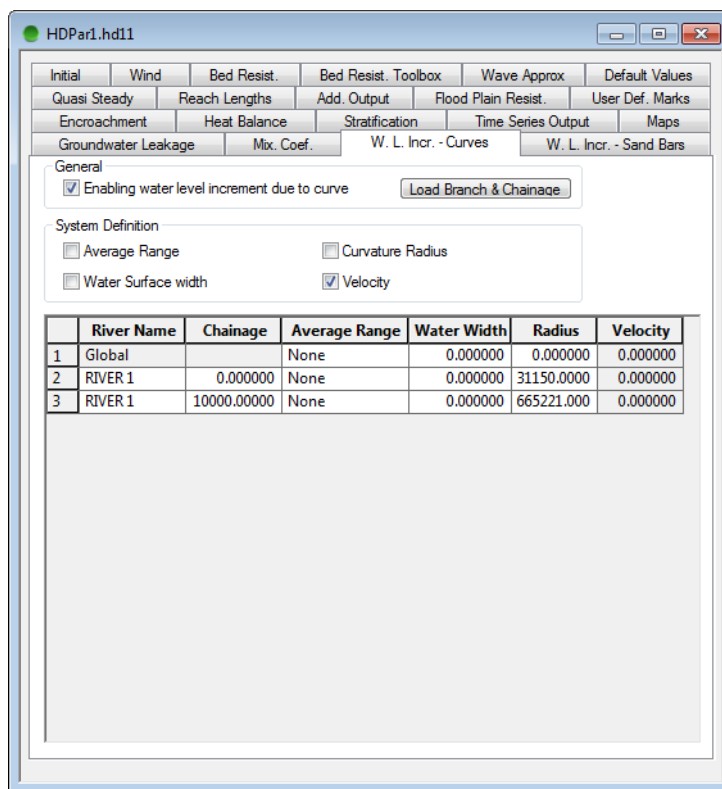 HDPar1.hd11
Initial Wind Bed Resist. Bed Resist. Toolbox Wave Approx Default Values
Quasi Steady Reach Lengths Add. Output Flood Plain Resist. User Def. Marks
Encroachment Heat Balance Stratification Time Series Output Maps
Groundwater Leakage Mix. Coef. W. L. Incr. - Curves W. L. Incr. - Sand Bars
General
Enabling water level increment due to curve Load Branch & Chainage
System Definition
Average Range Curvature Radius
Water Surface width Velocity
River Name Chainage Average Range Water Width Radius Velocity
1 Global None 0.000000 0.000000 0.000000
2 RIVER 1 0.000000 None 0.000000 31150.0000 0.000000
3 RIVER 1 10000.00000 None 0.000000 665221.000 0.000000